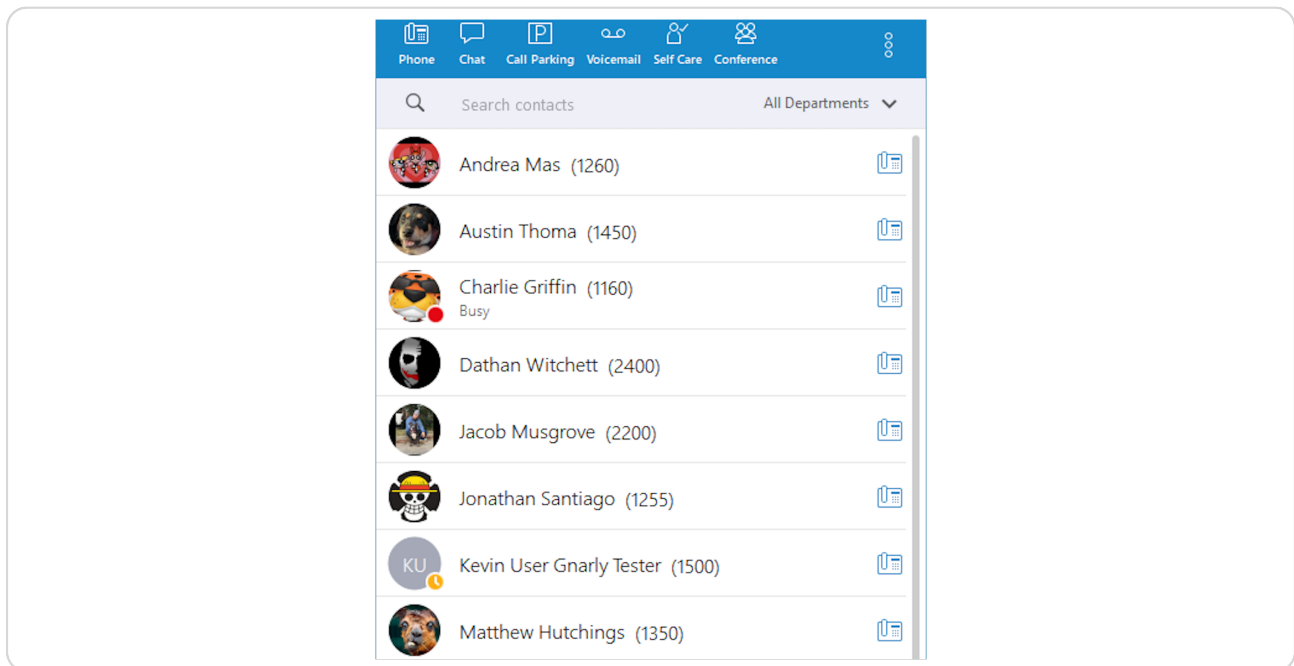 Phone Chat Call Parking Voicemail Self Care Conference
Search contacts All Departments
Andrea Mas (1260)
Austin Thoma (1450)
Charlie Griffin (1160)
Busy
Dathan Witchett (2400)
Jacob Musgrove (2200)
Jonathan Santiago (1255)
KU Kevin User Gnarly Tester (1500)
Matthew Hutchings (1350)